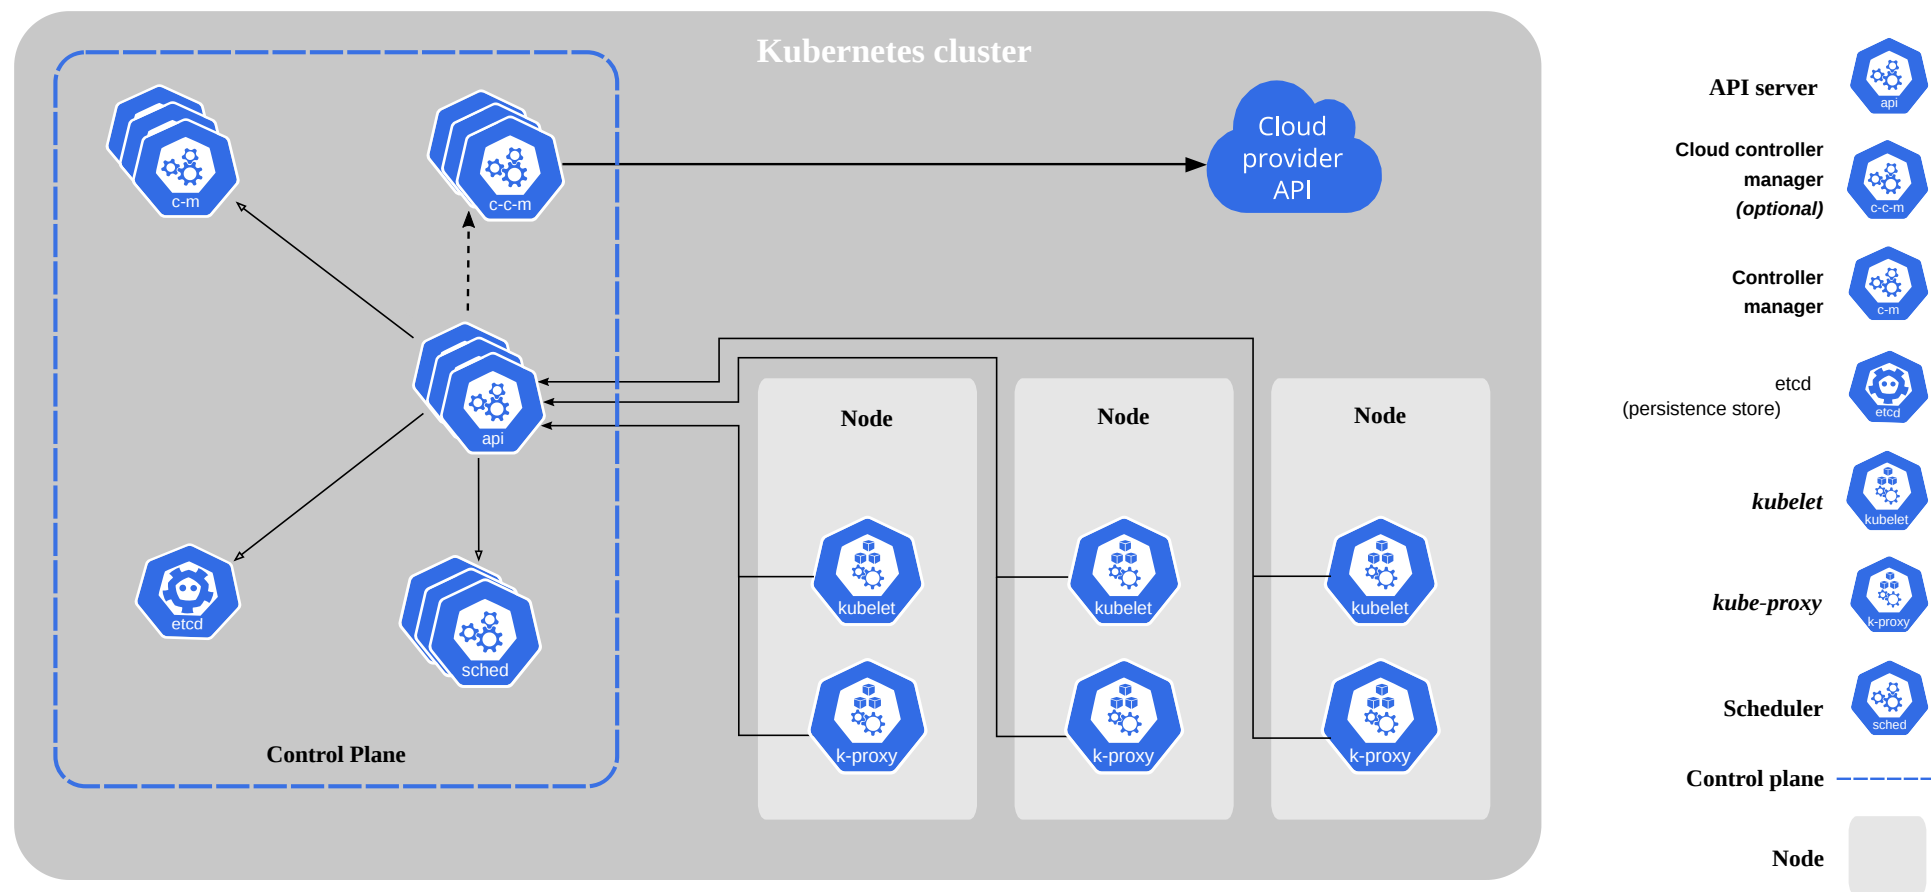 Kubernetes cluster
c-m
c-c-m
Cloud
provider
API
api
etcd
sched
Control Plane
Node
kubelet
k-proxy
Node
kubelet
k-proxy
Node
kubelet
k-proxy
API server
api
Cloud controller
manager
(optional)
c-c-m
Controller
manager
c-m
etcd
(persistence store)
etcd
kubelet
kubelet
kube-proxy
k-proxy
Scheduler
sched
Control plane
Node